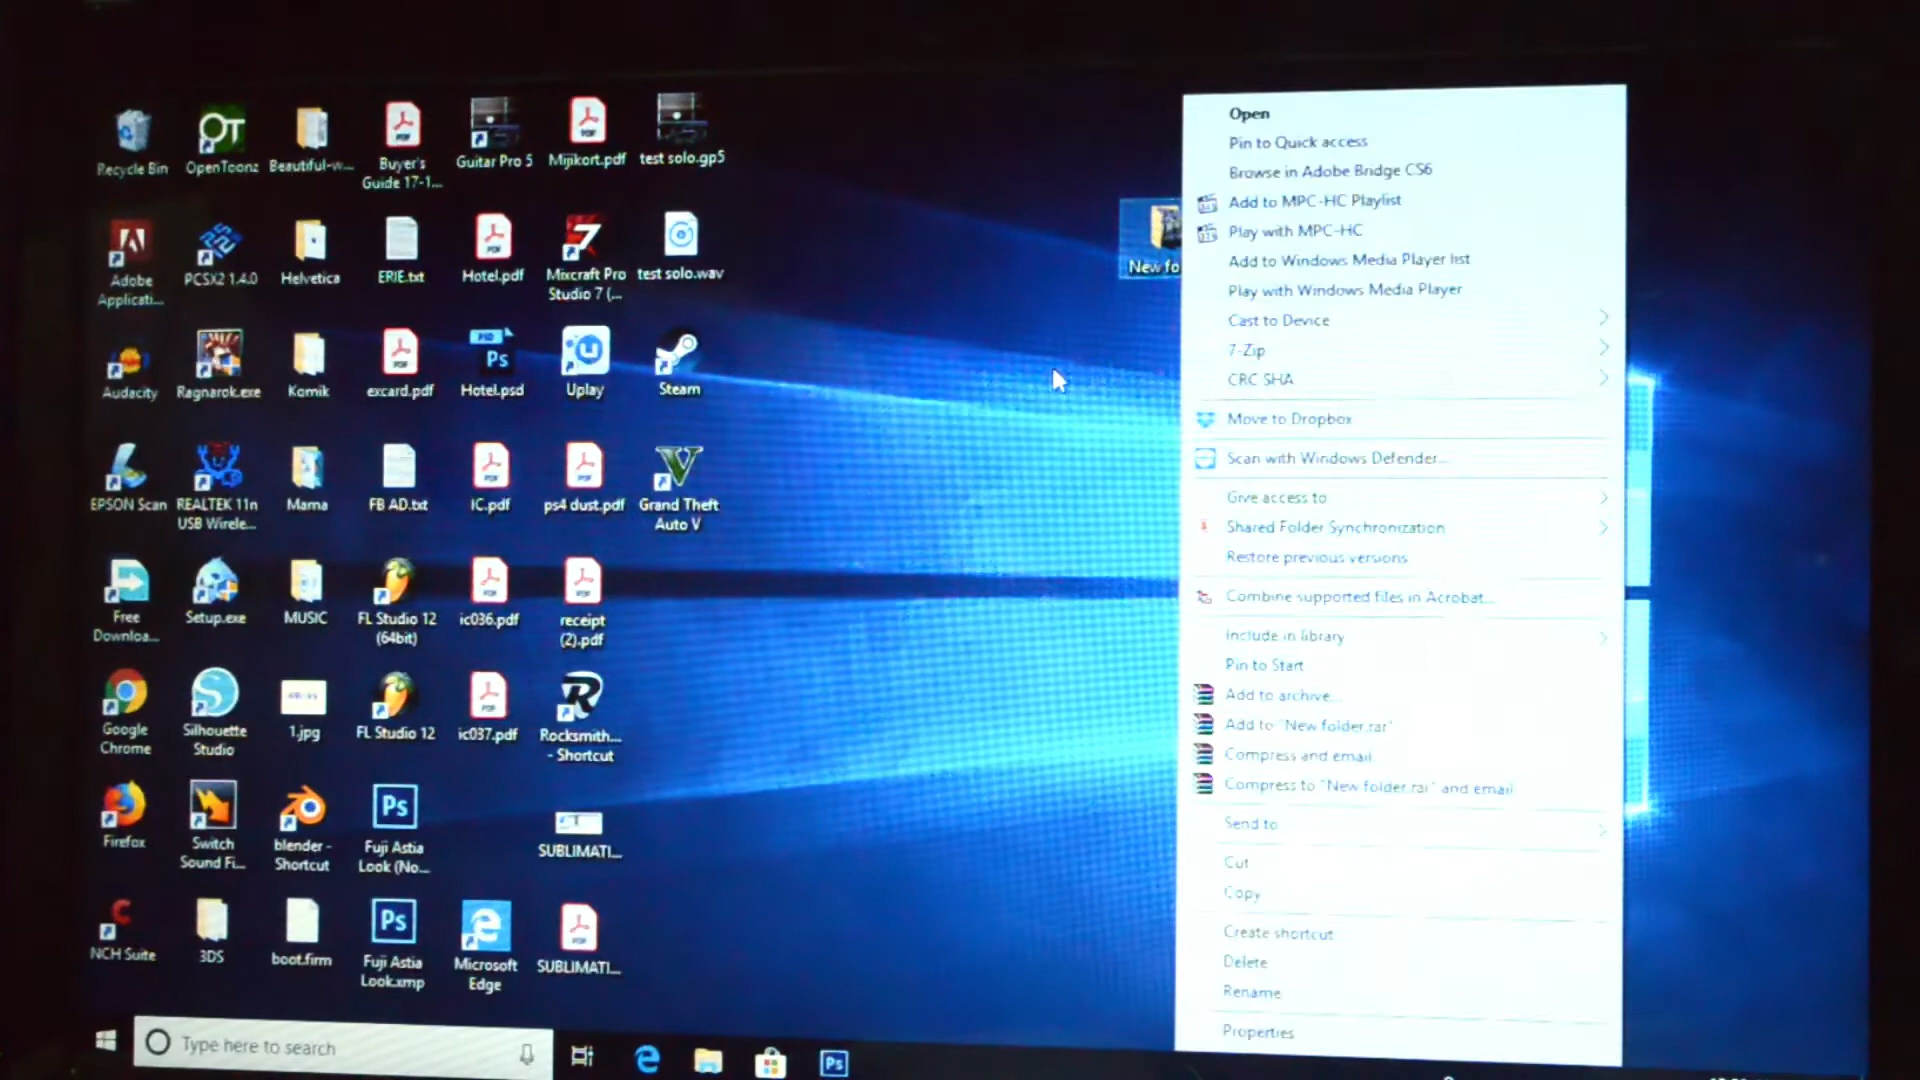 Recycle Bin
OpenToonz
Beautiful-w...
Buyer's
Guide 17-1...
Guitar Pro 5
Mijikort.pdf
test solo.gp5
Adobe
Applicati...
PCSX2 1.4.0
Helvetica
ERIE.txt
Hotel.pdf
Mixcraft Pro
Studio 7 (...
test solo.wav
Audacity
Ragnarok.exe
Komik
excard.pdf
Hotel.psd
Uplay
Steam
EPSON Scan
REALTEK 11n
USB Wirele...
Mama
FB AD.txt
IC.pdf
ps4 dust.pdf
Grand Theft
Auto V
Free
Downloa...
Setup.exe
MUSIC
FL Studio 12
(64bit)
ic036.pdf
receipt
(2).pdf
Google
Chrome
Silhouette
Studio
1.jpg
FL Studio 12
ic037.pdf
Rocksmith...
- Shortcut
Firefox
Switch
Sound Fi...
blender -
Shortcut
Fuji Astia
Look (No...
SUBLIMATI...
NCH Suite
3DS
boot.firm
Fuji Astia
Look.xmp
Microsoft
Edge
SUBLIMATI...
New fo
Open
Pin to Quick access
Browse in Adobe Bridge CS6
Add to MPC-HC Playlist
Play with MPC-HC
Add to Windows Media Player list
Play with Windows Media Player
Cast to Device
7-Zip
CRC SHA
Move to Dropbox
Scan with Windows Defender...
Give access to
Shared Folder Synchronization
Restore previous versions
Combine supported files in Acrobat...
Include in library
Pin to Start
Add to archive...
Add to "New folder.rar"
Compress and email...
Compress to "New folder.rar" and email
Send to
Cut
Copy
Create shortcut
Delete
Rename
Properties
Type here to search